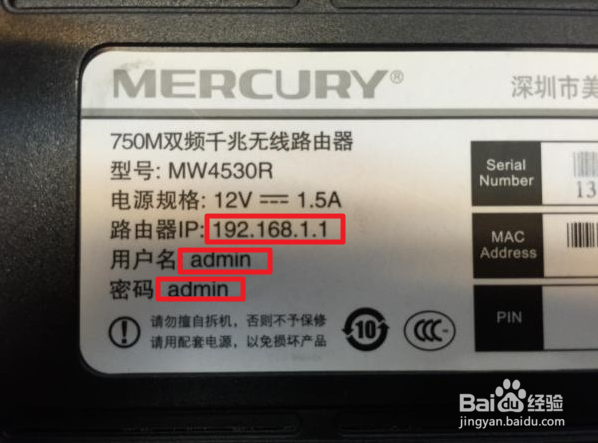 MERCURY®
深圳市美
750M双频千兆无线路由器
型号: MW4530R
电源规格: 12V ⎓ 1.5A
路由器IP: 192.168.1.1
用户名 admin
密码 admin
请勿擅自拆机，否则不予保修
请用配套电源，以免损坏产品
10
CCC
Serial
Number
13
MAC
Address
PIN
Baidu经验
jingyan.baidu.com